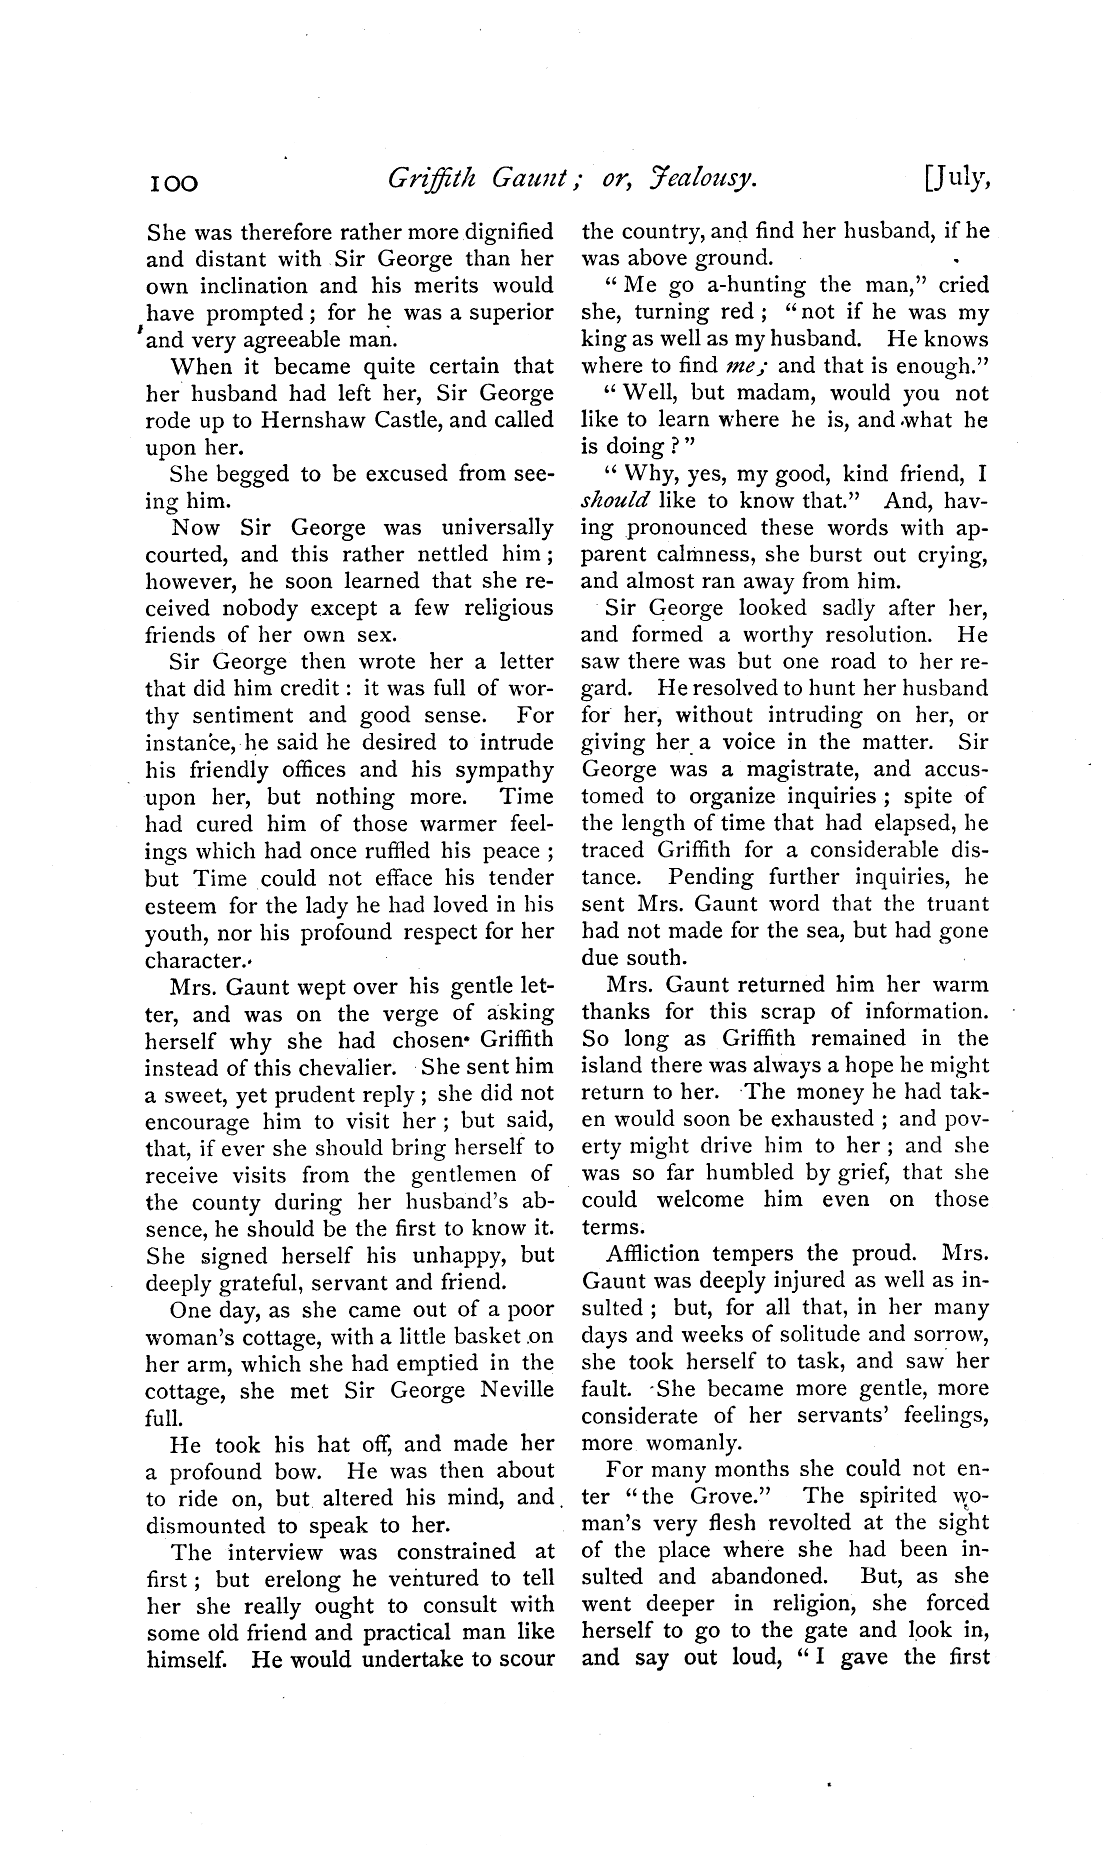 100 Griffith Gaunt; or, Jealousy. [July,
She was therefore rather more dignified
and distant with Sir George than her
own inclination and his merits would
have prompted; for he was a superior
and very agreeable man.
When it became quite certain that
her husband had left her, Sir George
rode up to Hernshaw Castle, and called
upon her.
She begged to be excused from see-
ing him.
Now Sir George was universally
courted, and this rather nettled him;
however, he soon learned that she re-
ceived nobody except a few religious
friends of her own sex.
Sir George then wrote her a letter
that did him credit: it was full of wor-
thy sentiment and good sense. For
instance, he said he desired to intrude
his friendly offices and his sympathy
upon her, but nothing more. Time
had cured him of those warmer feel-
ings which had once ruffled his peace;
but Time could not efface his tender
esteem for the lady he had loved in his
youth, nor his profound respect for her
character.
Mrs. Gaunt wept over his gentle let-
ter, and was on the verge of asking
herself why she had chosen Griffith
instead of this chevalier. She sent him
a sweet, yet prudent reply; she did not
encourage him to visit her; but said,
that, if ever she should bring herself to
receive visits from the gentlemen of
the county during her husband's ab-
sence, he should be the first to know it.
She signed herself his unhappy, but
deeply grateful, servant and friend.
One day, as she came out of a poor
woman's cottage, with a little basket on
her arm, which she had emptied in the
cottage, she met Sir George Neville
full.
He took his hat off, and made her
a profound bow. He was then about
to ride on, but altered his mind, and
dismounted to speak to her.
The interview was constrained at
first; but erelong he ventured to tell
her she really ought to consult with
some old friend and practical man like
himself. He would undertake to scour
the country, and find her husband, if he
was above ground.
"Me go a-hunting the man," cried
she, turning red; "not if he was my
king as well as my husband. He knows
where to find me; and that is enough."
"Well, but madam, would you not
like to learn where he is, and what he
is doing?"
"Why, yes, my good, kind friend, I
should like to know that." And, hav-
ing pronounced these words with ap-
parent calmness, she burst out crying,
and almost ran away from him.
Sir George looked sadly after her,
and formed a worthy resolution. He
saw there was but one road to her re-
gard. He resolved to hunt her husband
for her, without intruding on her, or
giving her a voice in the matter. Sir
George was a magistrate, and accus-
tomed to organize inquiries; spite of
the length of time that had elapsed, he
traced Griffith for a considerable dis-
tance. Pending further inquiries, he
sent Mrs. Gaunt word that the truant
had not made for the sea, but had gone
due south.
Mrs. Gaunt returned him her warm
thanks for this scrap of information.
So long as Griffith remained in the
island there was always a hope he might
return to her. The money he had tak-
en would soon be exhausted; and pov-
erty might drive him to her; and she
was so far humbled by grief, that she
could welcome him even on those
terms.
Affliction tempers the proud. Mrs.
Gaunt was deeply injured as well as in-
sulted; but, for all that, in her many
days and weeks of solitude and sorrow,
she took herself to task, and saw her
fault. She became more gentle, more
considerate of her servants' feelings,
more womanly.
For many months she could not en-
ter "the Grove." The spirited wo-
man's very flesh revolted at the sight
of the place where she had been in-
sulted and abandoned. But, as she
went deeper in religion, she forced
herself to go to the gate and look in,
and say out loud, "I gave the first